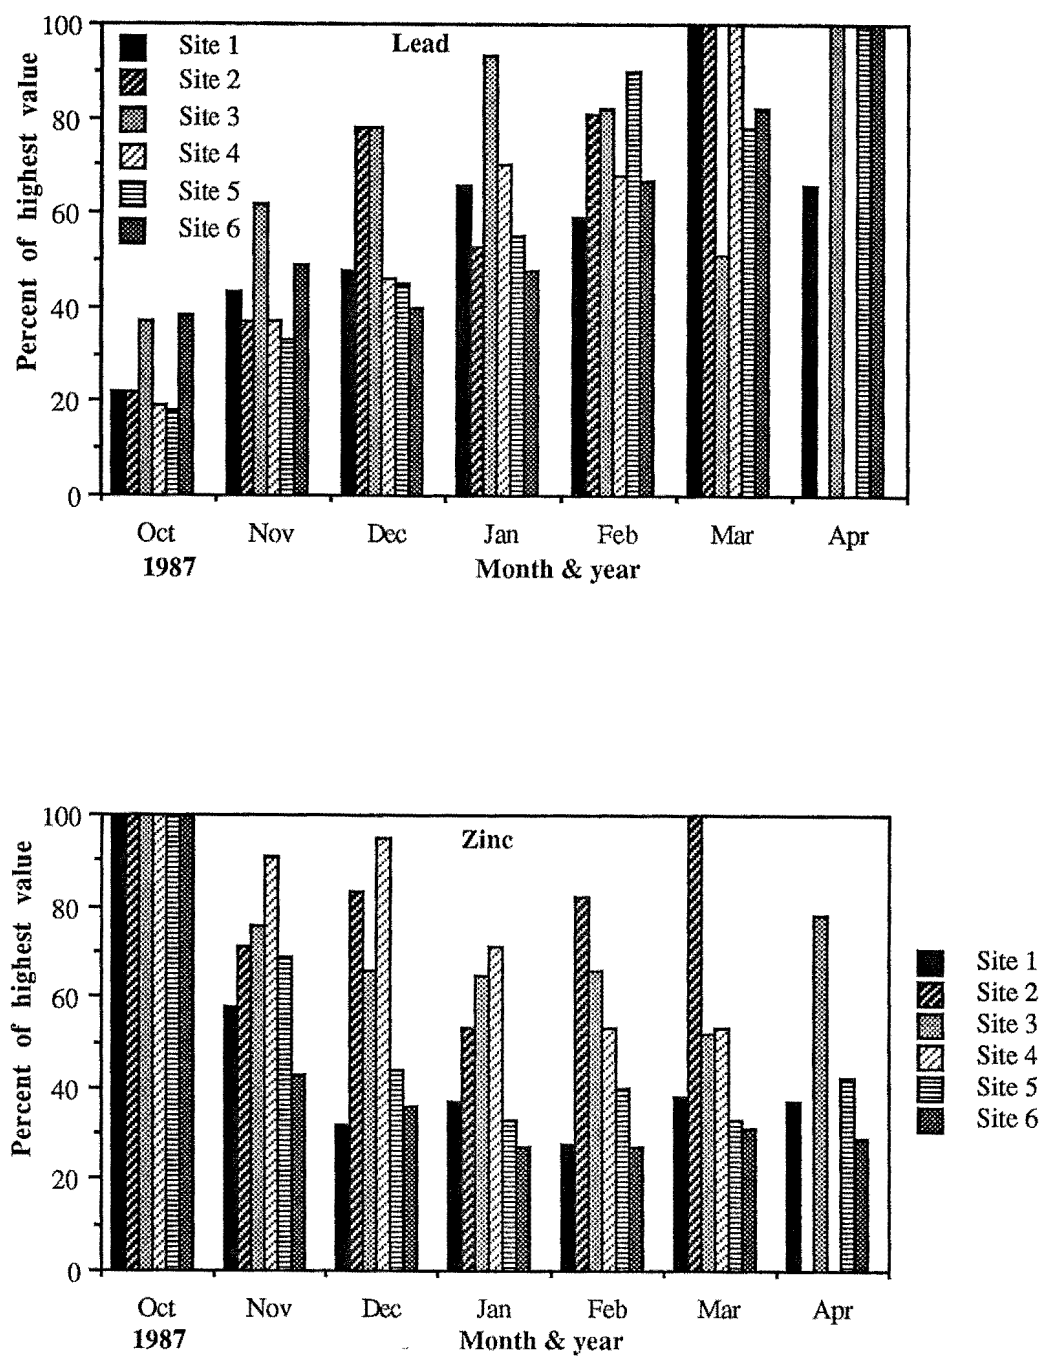 Lead
Percent of highest value
100
80
60
40
20
0
Site 1
Site 2
Site 3
Site 4
Site 5
Site 6
Oct Nov Dec Jan Feb Mar Apr
1987 Month & year
Zinc
Percent of highest value
100
80
60
40
20
0
Site 1
Site 2
Site 3
Site 4
Site 5
Site 6
Oct Nov Dec Jan Feb Mar Apr
1987 Month & year